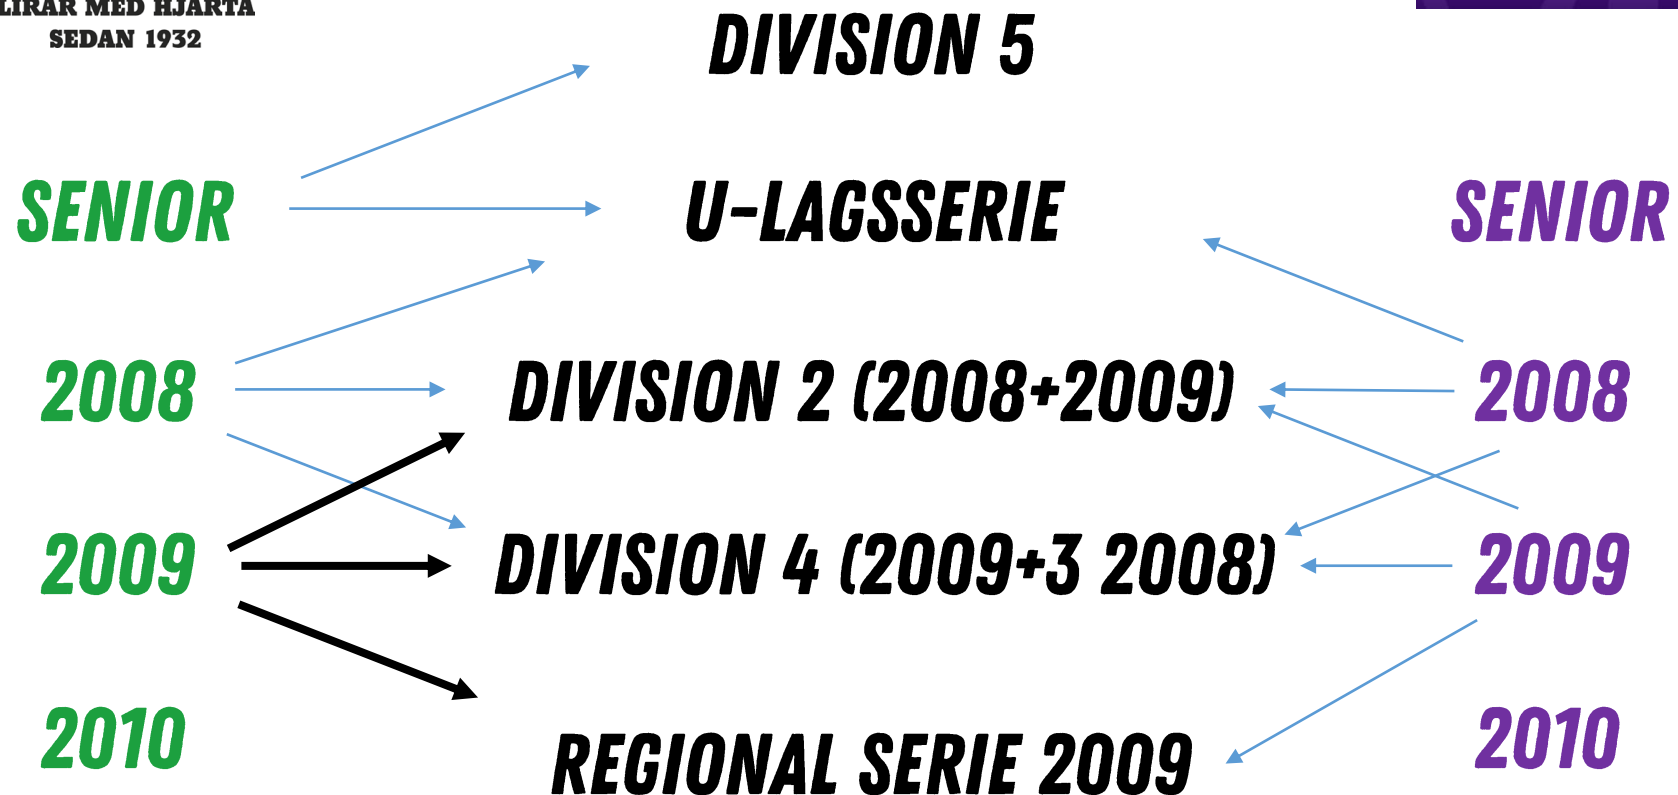 LIRAR MED HJÄRTA
SEDAN 1932
DIVISION 5
SENIOR
U-LAGSSERIE
SENIOR
2008
DIVISION 2 (2008+2009)
2008
2009
DIVISION 4 (2009+3 2008)
2009
2010
REGIONAL SERIE 2009
2010